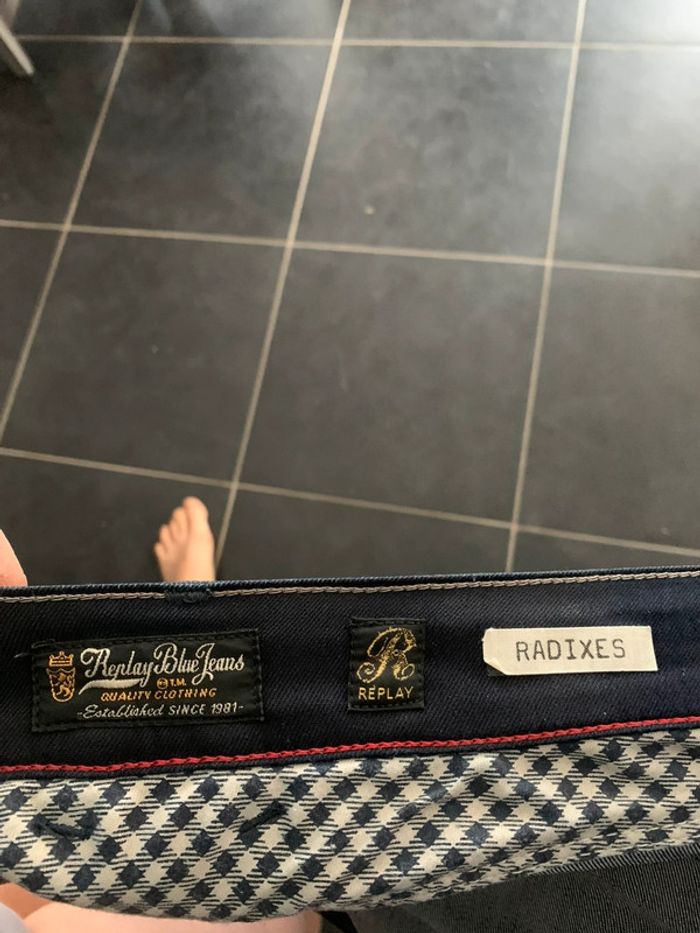 Replay Blue Jeans
T.M.
QUALITY CLOTHING
-Established SINCE 1981-
R
REPLAY
RADIXES